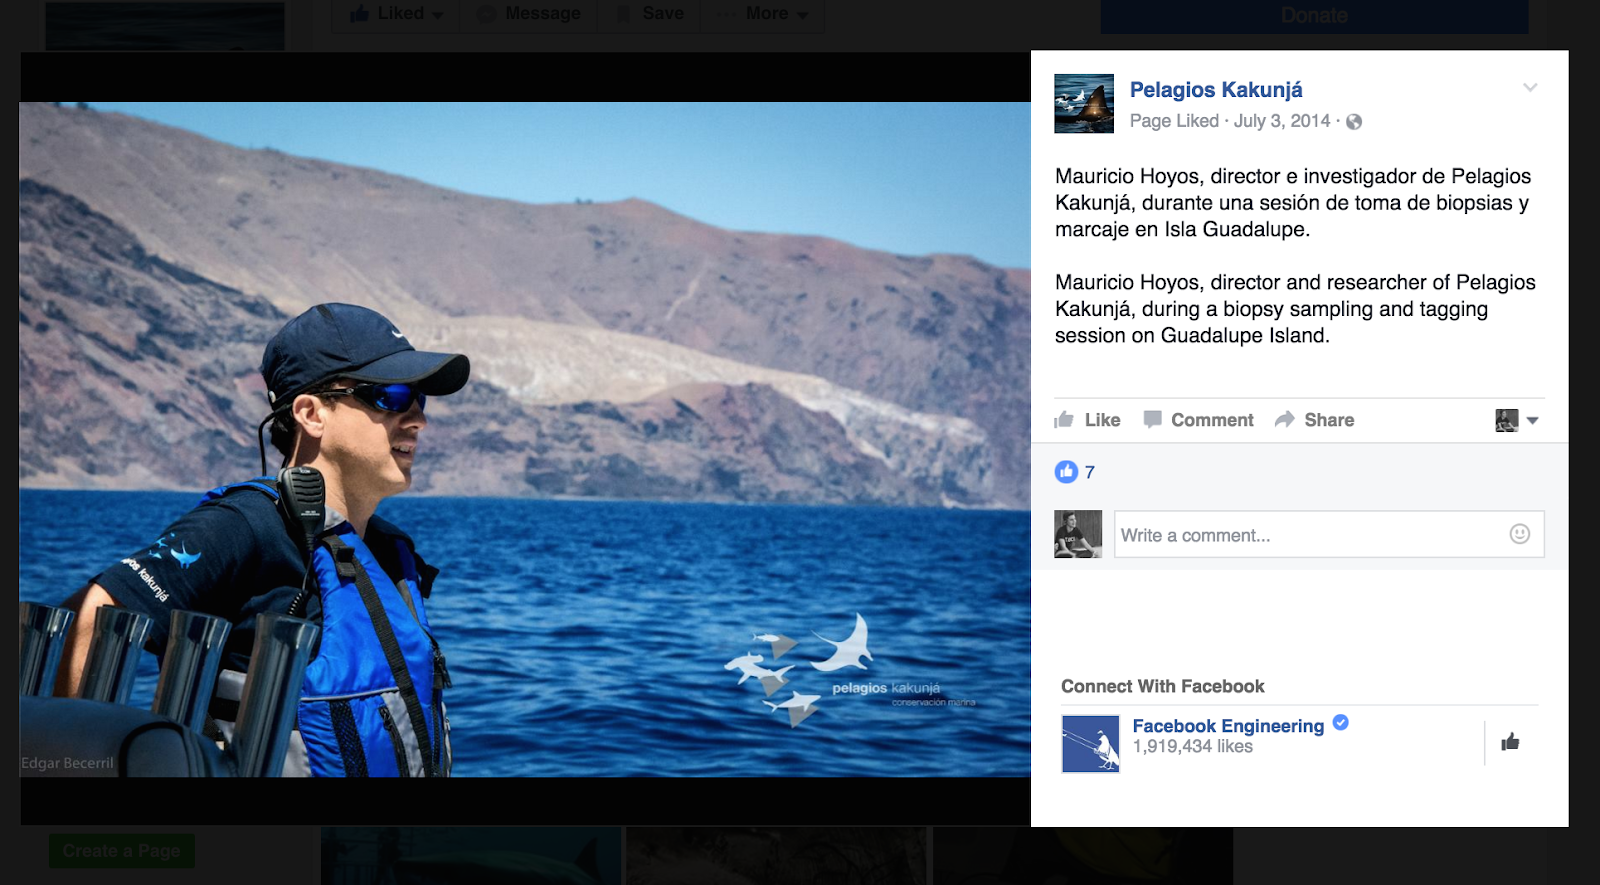 Liked
Message
Save
More
Donate
Pelagios Kakunjá
Page Liked · July 3, 2014 ·
Mauricio Hoyos, director e investigador de Pelagios
Kakunjá, durante una sesión de toma de biopsias y
marcaje en Isla Guadalupe.
Mauricio Hoyos, director and researcher of Pelagios
Kakunjá, during a biopsy sampling and tagging
session on Guadalupe Island.
Like
Comment
Share
7
Write a comment...
Connect With Facebook
Facebook Engineering
1,919,434 likes
kakunjá
pelagios kakunjá
conservación marina
Edgar Becerril
Create a Page